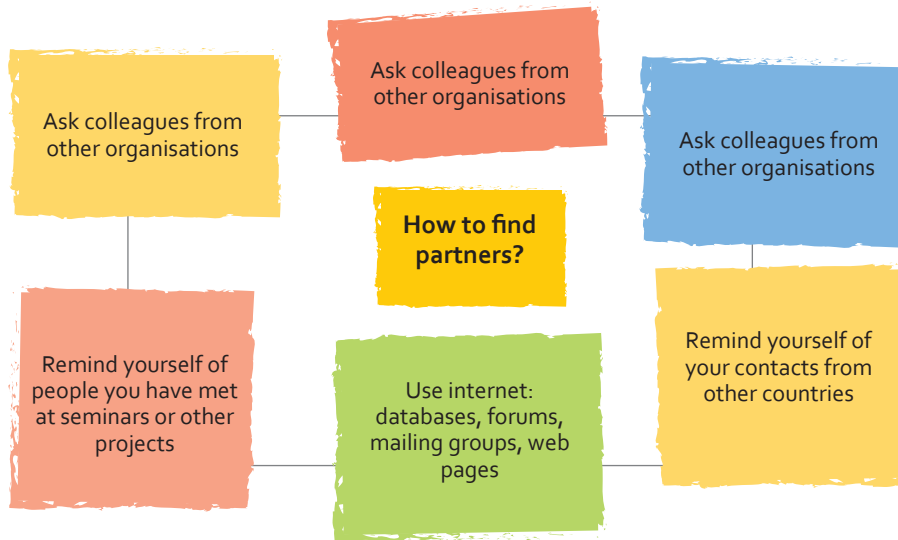 Ask colleagues from
other organisations
Ask colleagues from
other organisations
Ask colleagues from
other organisations
How to find
partners?
Remind yourself of
people you have met
at seminars or other
projects
Use internet:
databases, forums,
mailing groups, web
pages
Remind yourself of
your contacts from
other countries